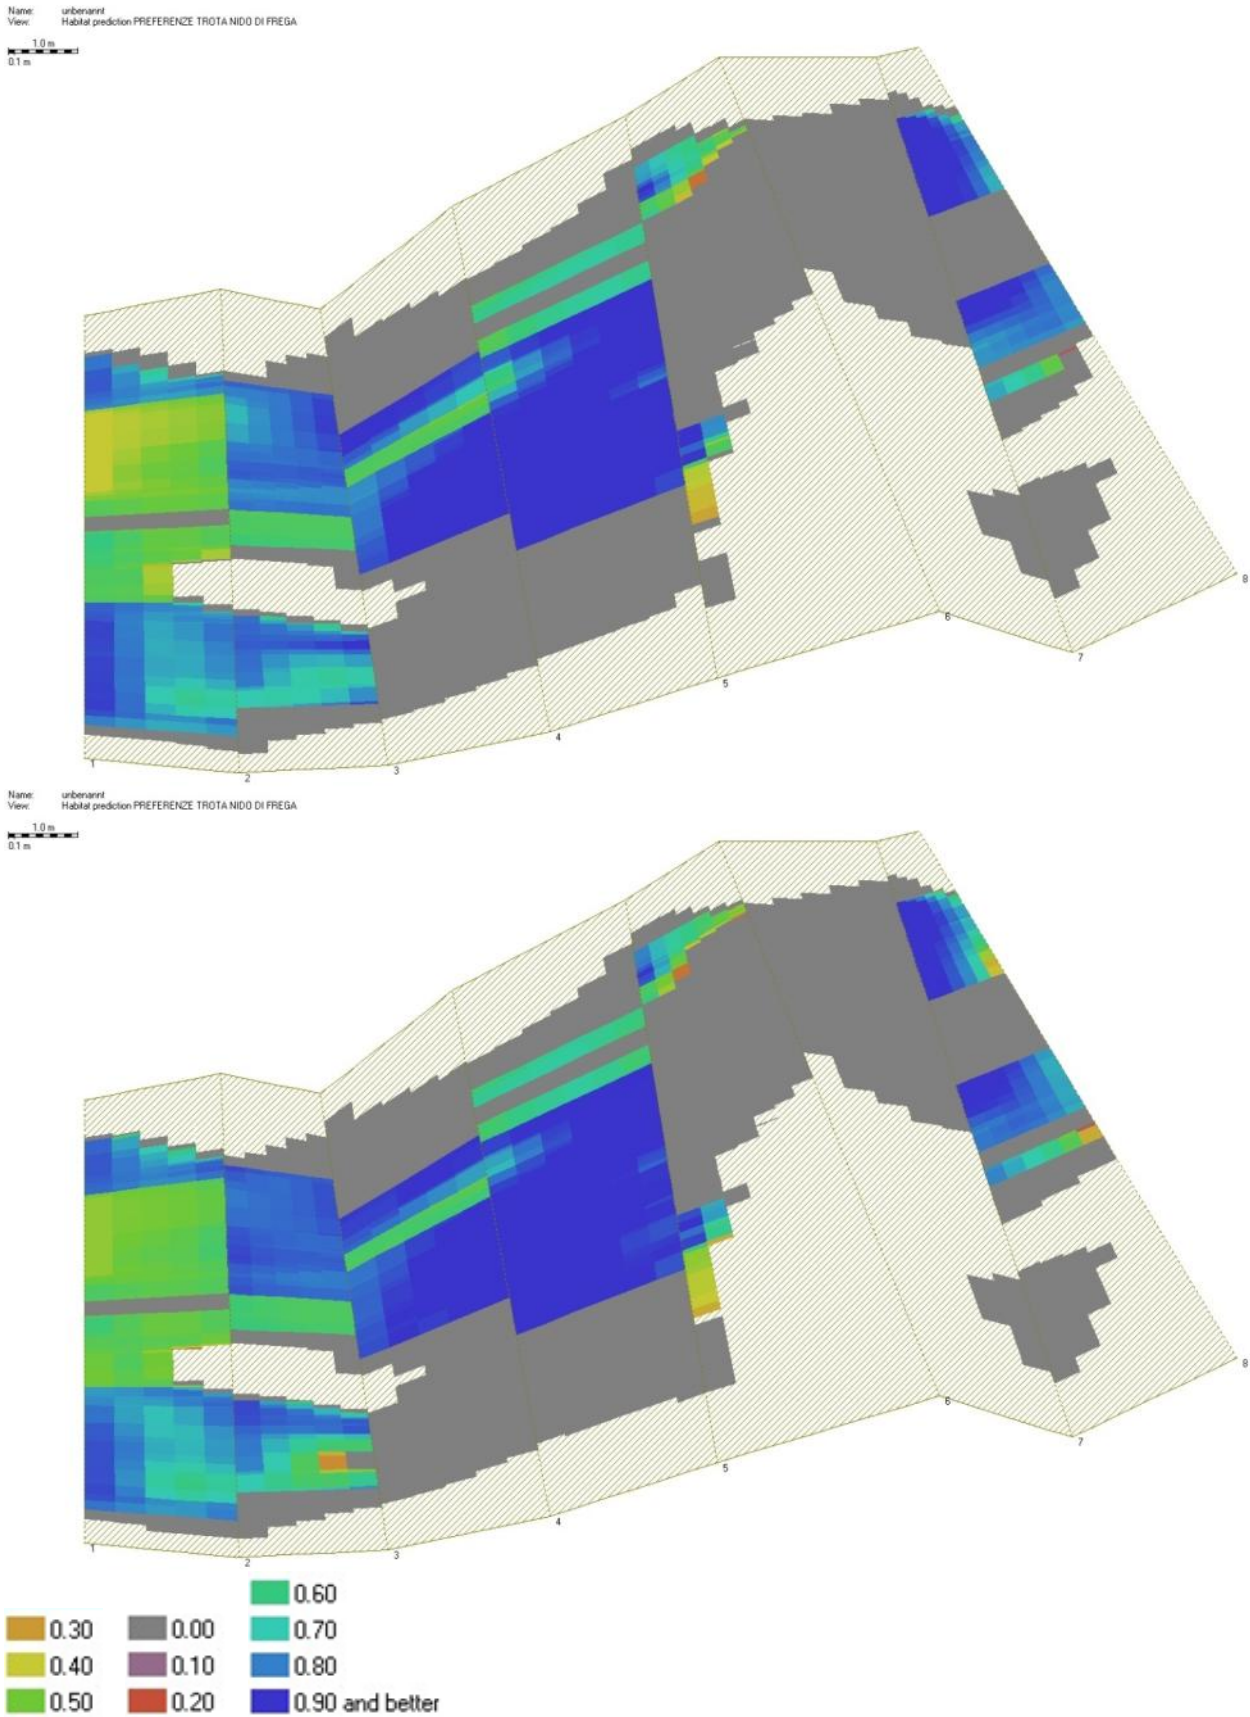 Name: unbenannt
View: Habitat prediction PREFERENZE TROTA NIDO DI FREGA
1.0 m
0.1 m
8
6
7
5
4
3
1
2
Name: unbenannt
View: Habitat prediction PREFERENZE TROTA NIDO DI FREGA
1.0 m
0.1 m
8
6
7
5
4
3
1
2
0.60
0.30 0.00 0.70
0.40 0.10 0.80
0.50 0.20 0.90 and better